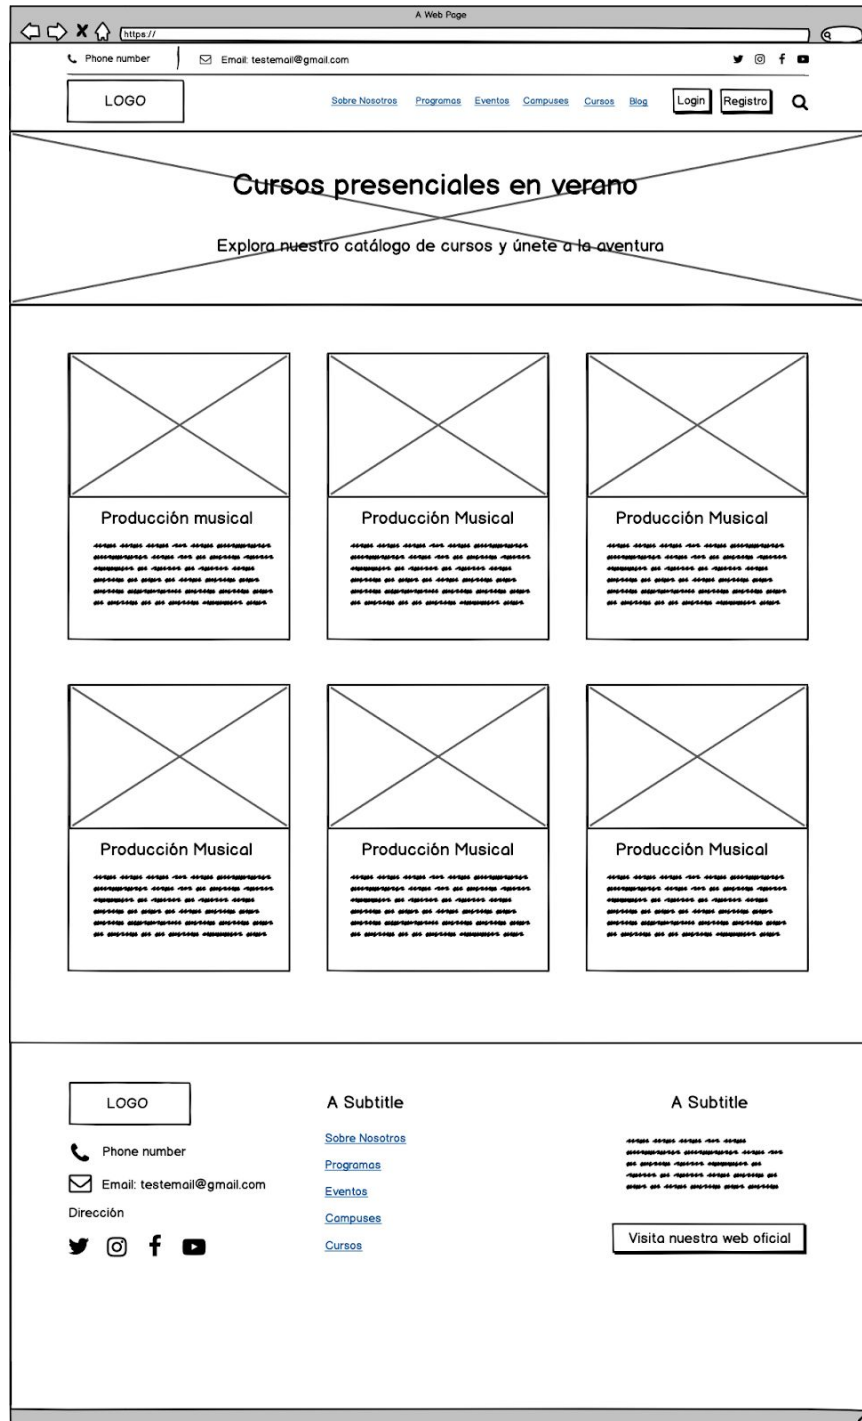 A Web Page
https://
Phone number
Email: testemail@gmail.com
LOGO
Sobre Nosotros Programas Eventos Campuses Cursos Blog Login Registro
Cursos presenciales en verano
Explora nuestro catálogo de cursos y únete a la aventura
Producción musical
Producción Musical
Producción Musical
Producción Musical
Producción Musical
Producción Musical
LOGO
Phone number
Email: testemail@gmail.com
Dirección
A Subtitle
Sobre Nosotros
Programas
Eventos
Campuses
Cursos
A Subtitle
Visita nuestra web oficial